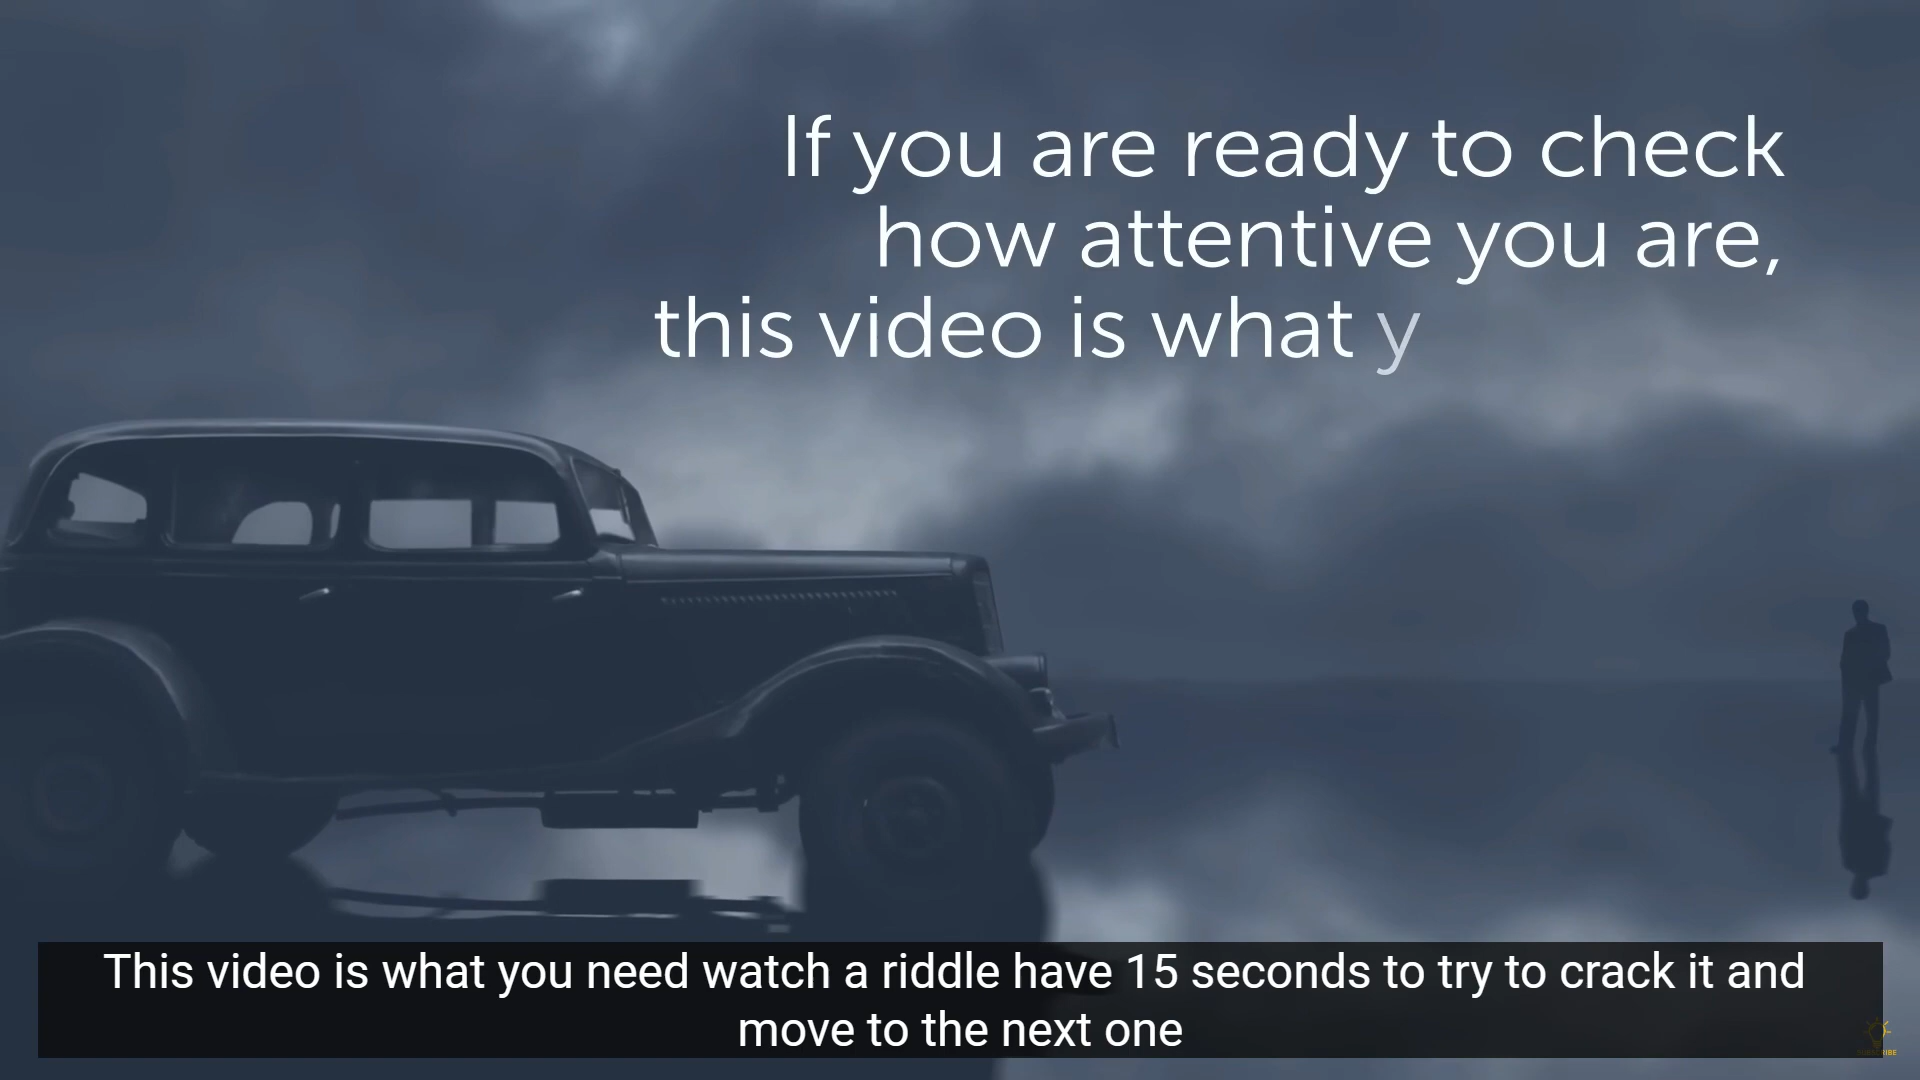 If you are ready to check
how attentive you are,
this video is what y
This video is what you need watch a riddle have 15 seconds to try to crack it and
move to the next one